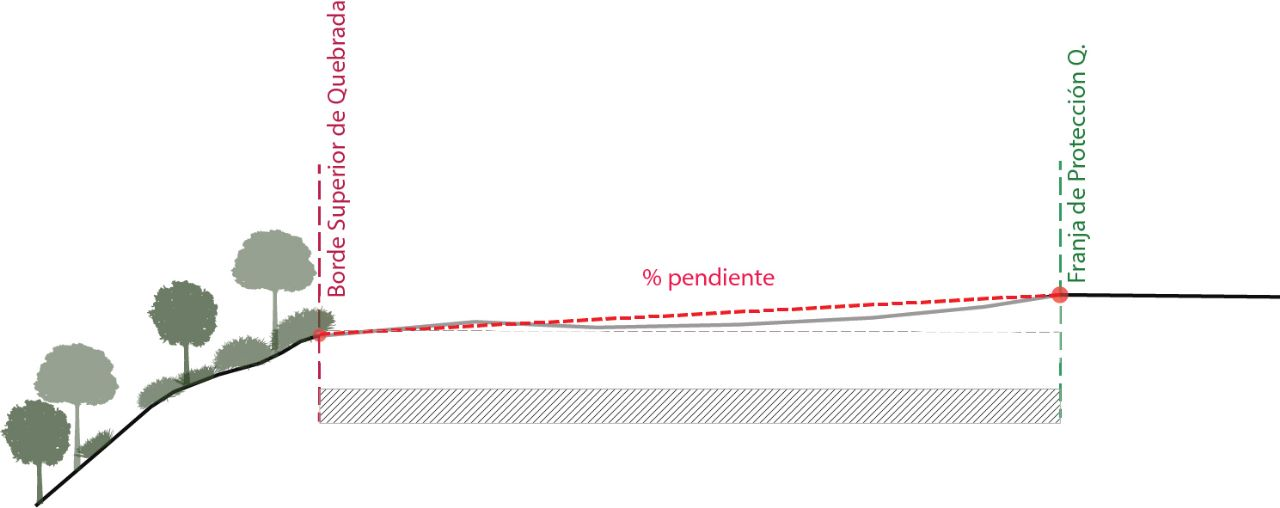 Borde Superior de Quebrada
% pendiente
Franja de Protección Q.